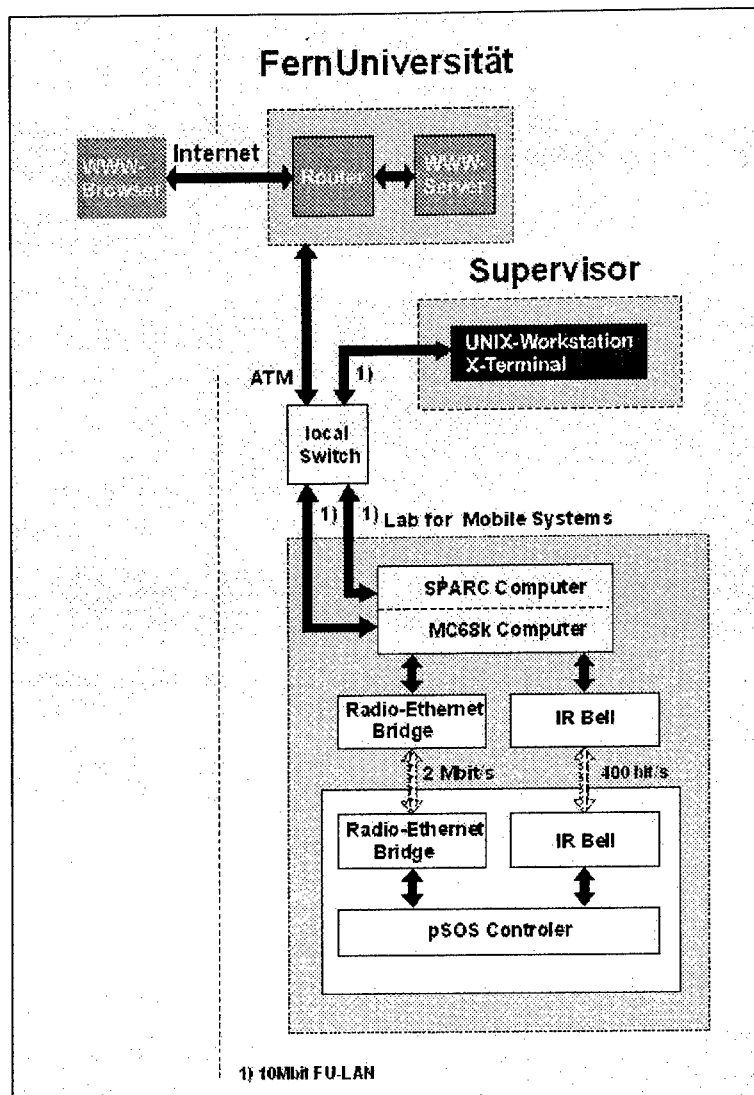 FernUniversität
WWW-
Browser
Internet
Router
WWW-
Server
Supervisor
UNIX-Workstation
X-Terminal
ATM
1)
local
Switch
1)
1)
Lab for Mobile Systems
SPARC Computer
MC68k Computer
Radio-Ethernet
Bridge
IR Bell
2 Mbit/s
400 bit/s
Radio-Ethernet
Bridge
IR Bell
pSOS Controler
1) 10Mbit FU-LAN